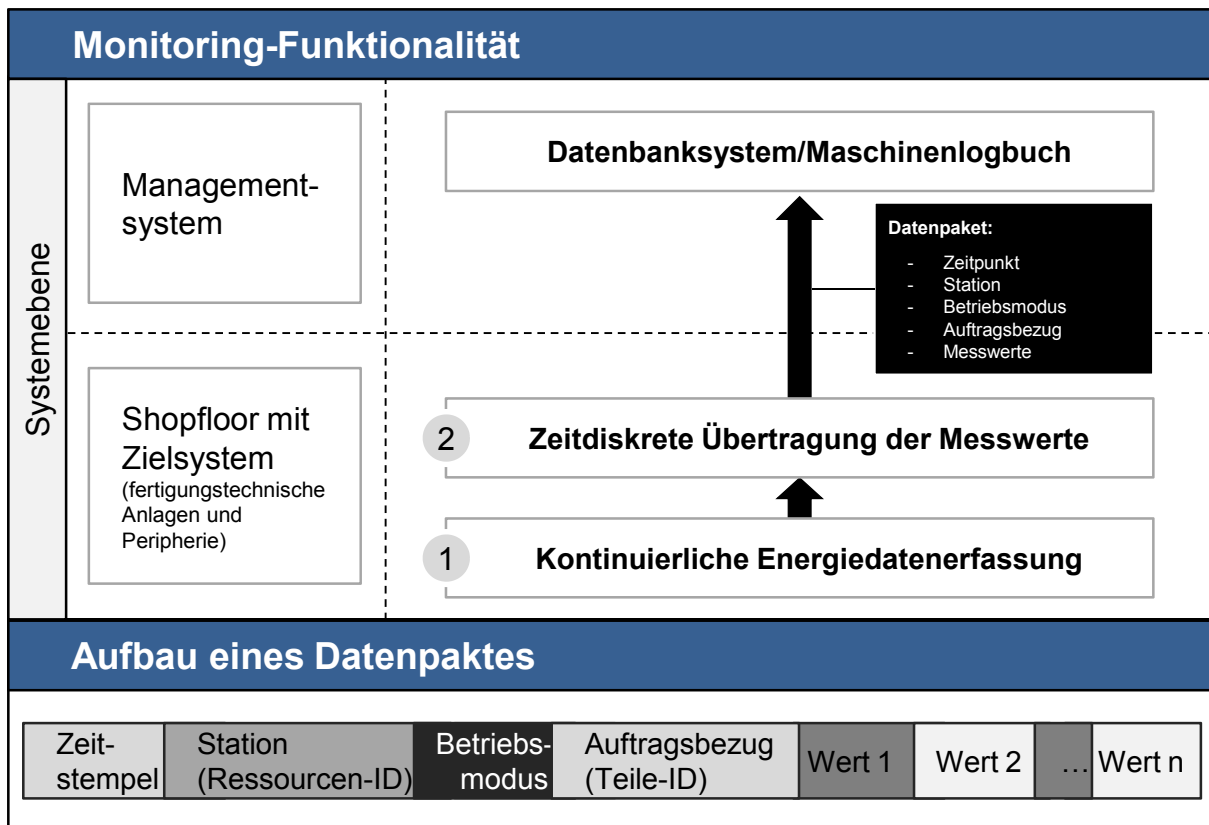 Monitoring-Funktionalität
Systemebene
Management-
system
Datenbanksystem/Maschinenlogbuch
Datenpaket:
- Zeitpunkt
- Station
- Betriebsmodus
- Auftragsbezug
- Messwerte
Shopfloor mit
Zielsystem
(fertigungstechnische
Anlagen und
Peripherie)
2 Zeitdiskrete Übertragung der Messwerte
1 Kontinuierliche Energiedatenerfassung
Aufbau eines Datenpaktes
Zeit-
stempel
Station
(Ressourcen-ID)
Betriebs-
modus
Auftragsbezug
(Teile-ID)
Wert 1
Wert 2
...
Wert n